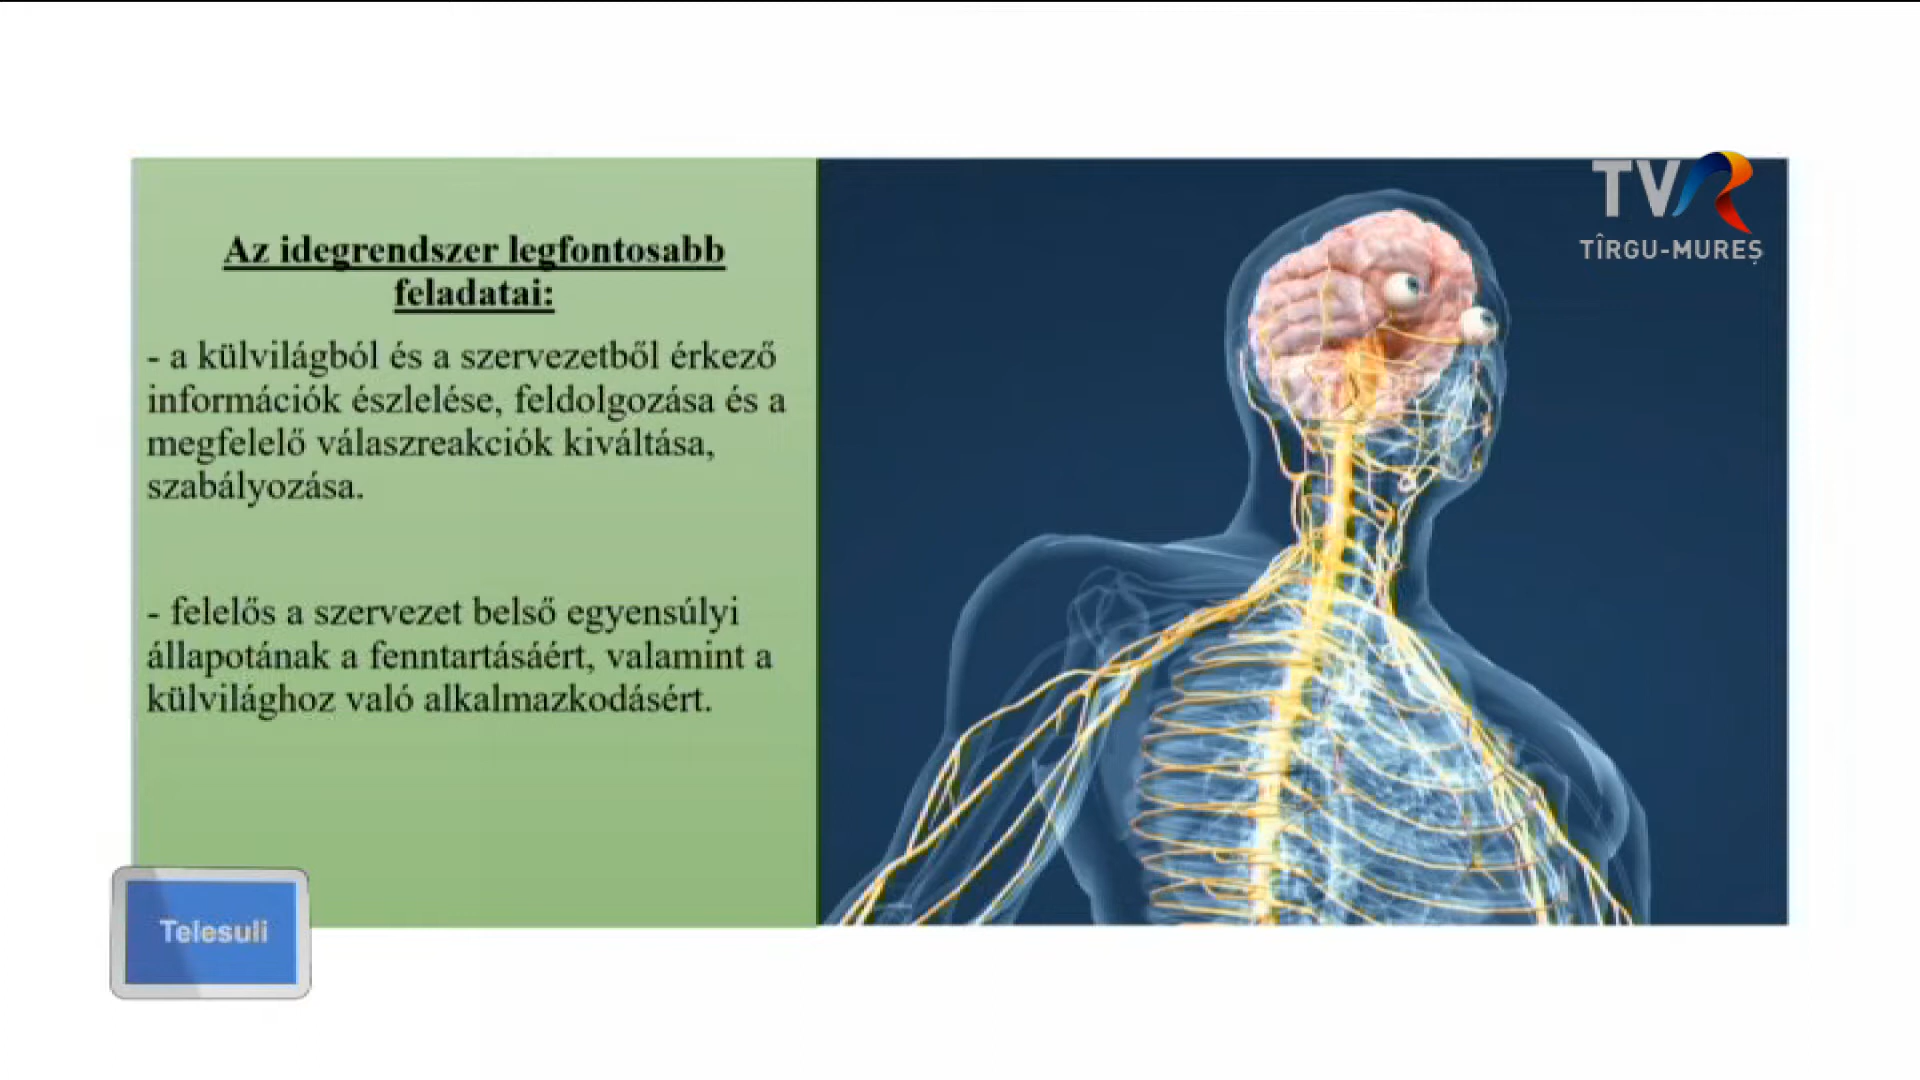 TVR
TÎRGU-MUREȘ
Az idegrendszer legfontosabb
feladatai:
- a külvilágból és a szervezetből érkező
információk észlelése, feldolgozása és a
megfelelő válaszreakciók kiváltása,
szabályozása.
- felelős a szervezet belső egyensúlyi
állapotának a fenntartásáért, valamint a
külvilághoz való alkalmazkodásért.
Telesuli